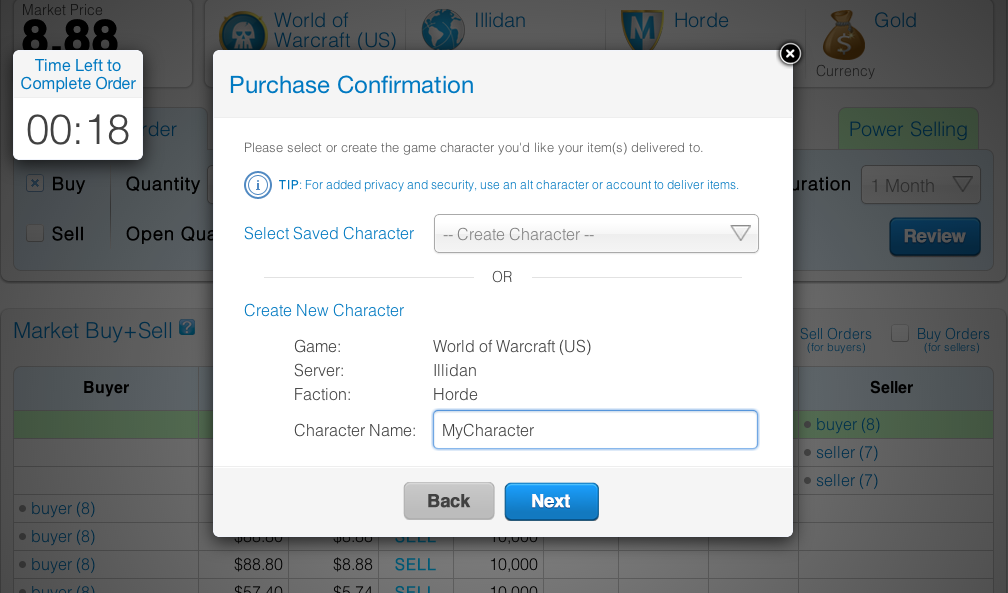 Market Price
8.88
World of
Warcraft (US)
Illidan
Horde
Gold
Currency
Time Left to
Complete Order
00:18
Purchase Confirmation
Please select or create the game character you'd like your item(s) delivered to.
i TIP: For added privacy and security, use an alt character or account to deliver items.
Select Saved Character
-- Create Character --
OR
Create New Character
Game: World of Warcraft (US)
Server: Illidan
Faction: Horde
Character Name: MyCharacter
Back Next
Power Selling
Buy Quantity
1 Month
Sell Open
Review
Market Buy+Sell ?
Sell Orders
(for buyers)
Buy Orders
(for sellers)
Buyer Seller
buyer (8)
seller (7)
seller (7)
buyer (8)
buyer (8) $88.80 $8.88 SELL 10,000
buyer (8) $88.80 $8.88 SELL 10,000
buyer (8) $57.40 $5.74 SELL 10,000